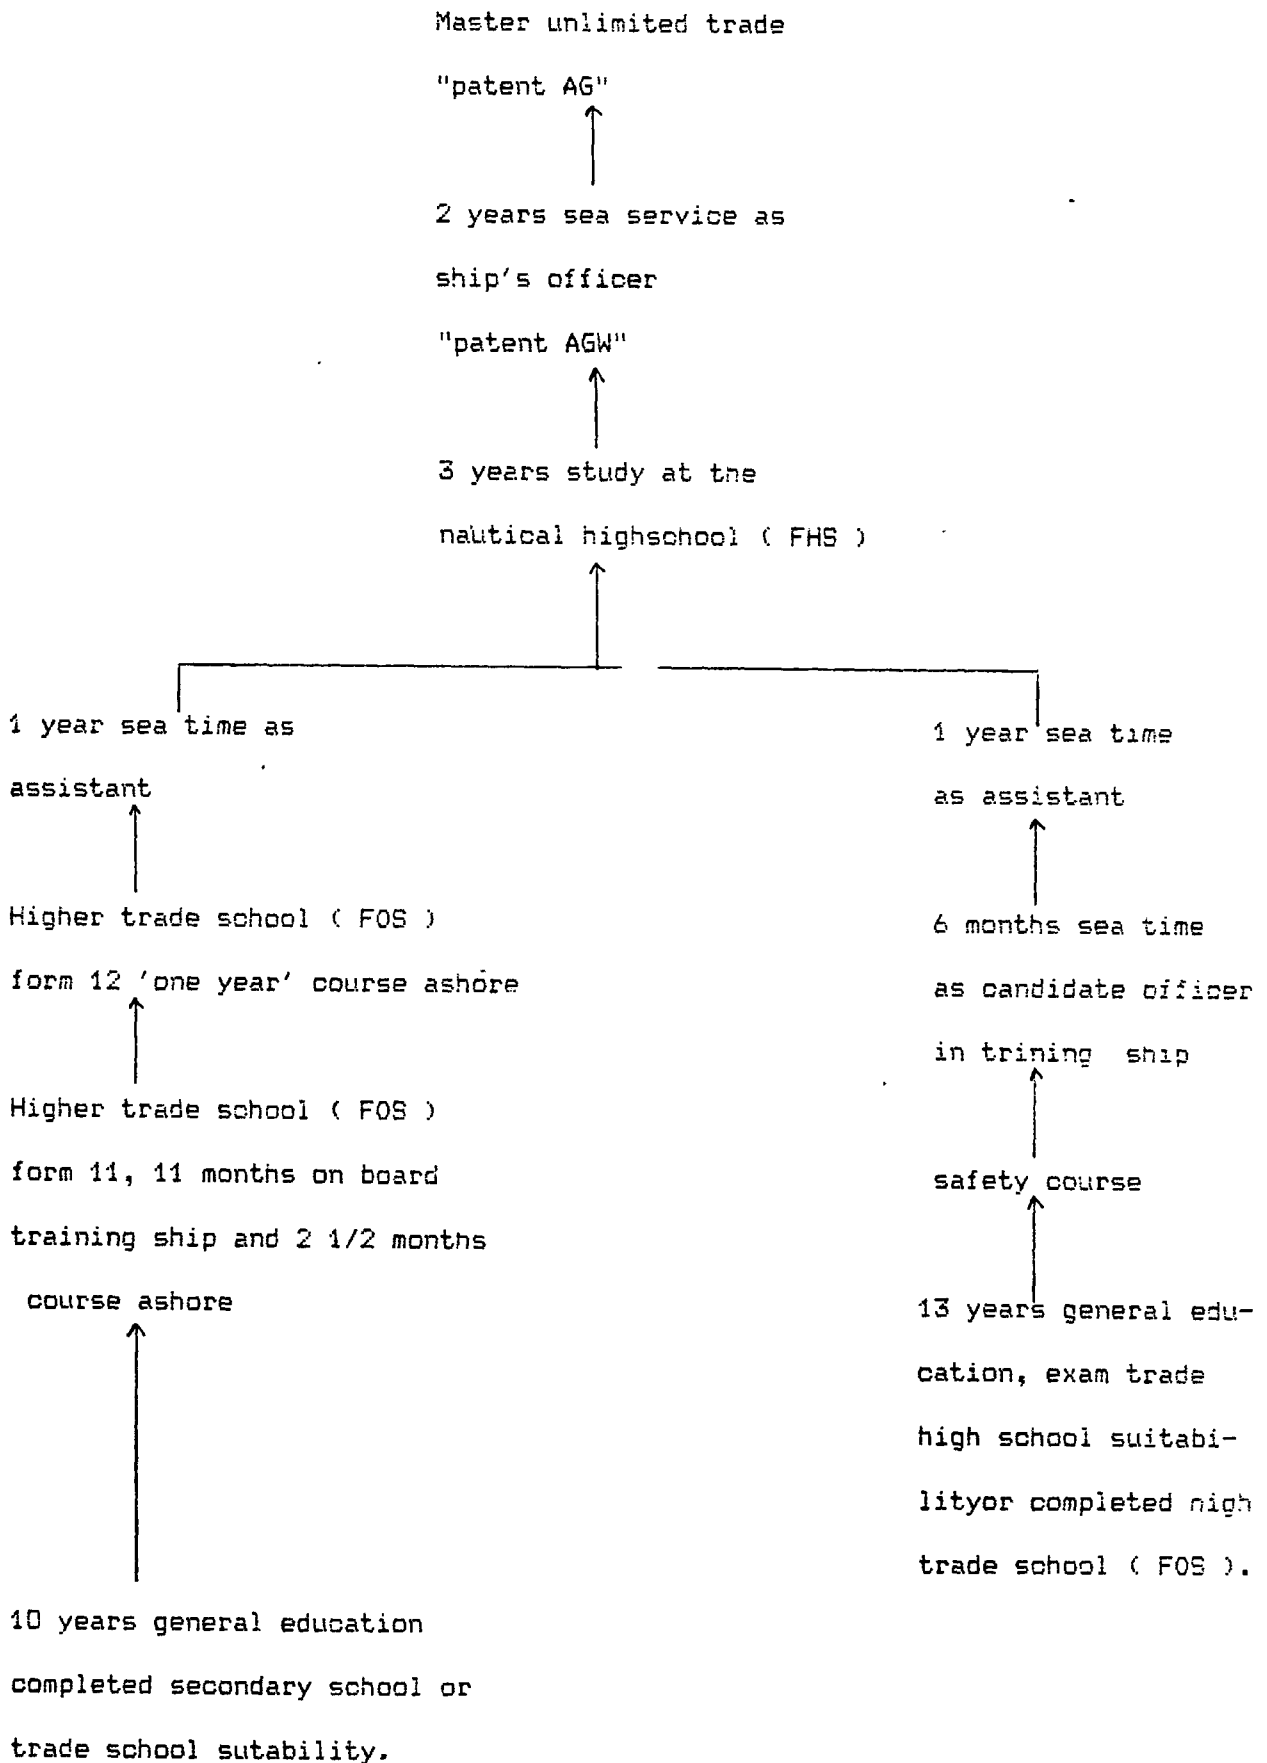 Master unlimited trade
"patent AG"
2 years sea service as
ship's officer
"patent AGW"
3 years study at the
nautical highschool ( FHS )
1 year sea time as
assistant
Higher trade school ( FOS )
form 12 'one year' course ashore
Higher trade school ( FOS )
form 11, 11 months on board
training ship and 2 1/2 months
course ashore
10 years general education
completed secondary school or
trade school sutability.
1 year sea time
as assistant
6 months sea time
as candidate officer
in trining ship
safety course
13 years general edu-
cation, exam trade
high school suitabi-
lityor completed high
trade school ( FOS ).